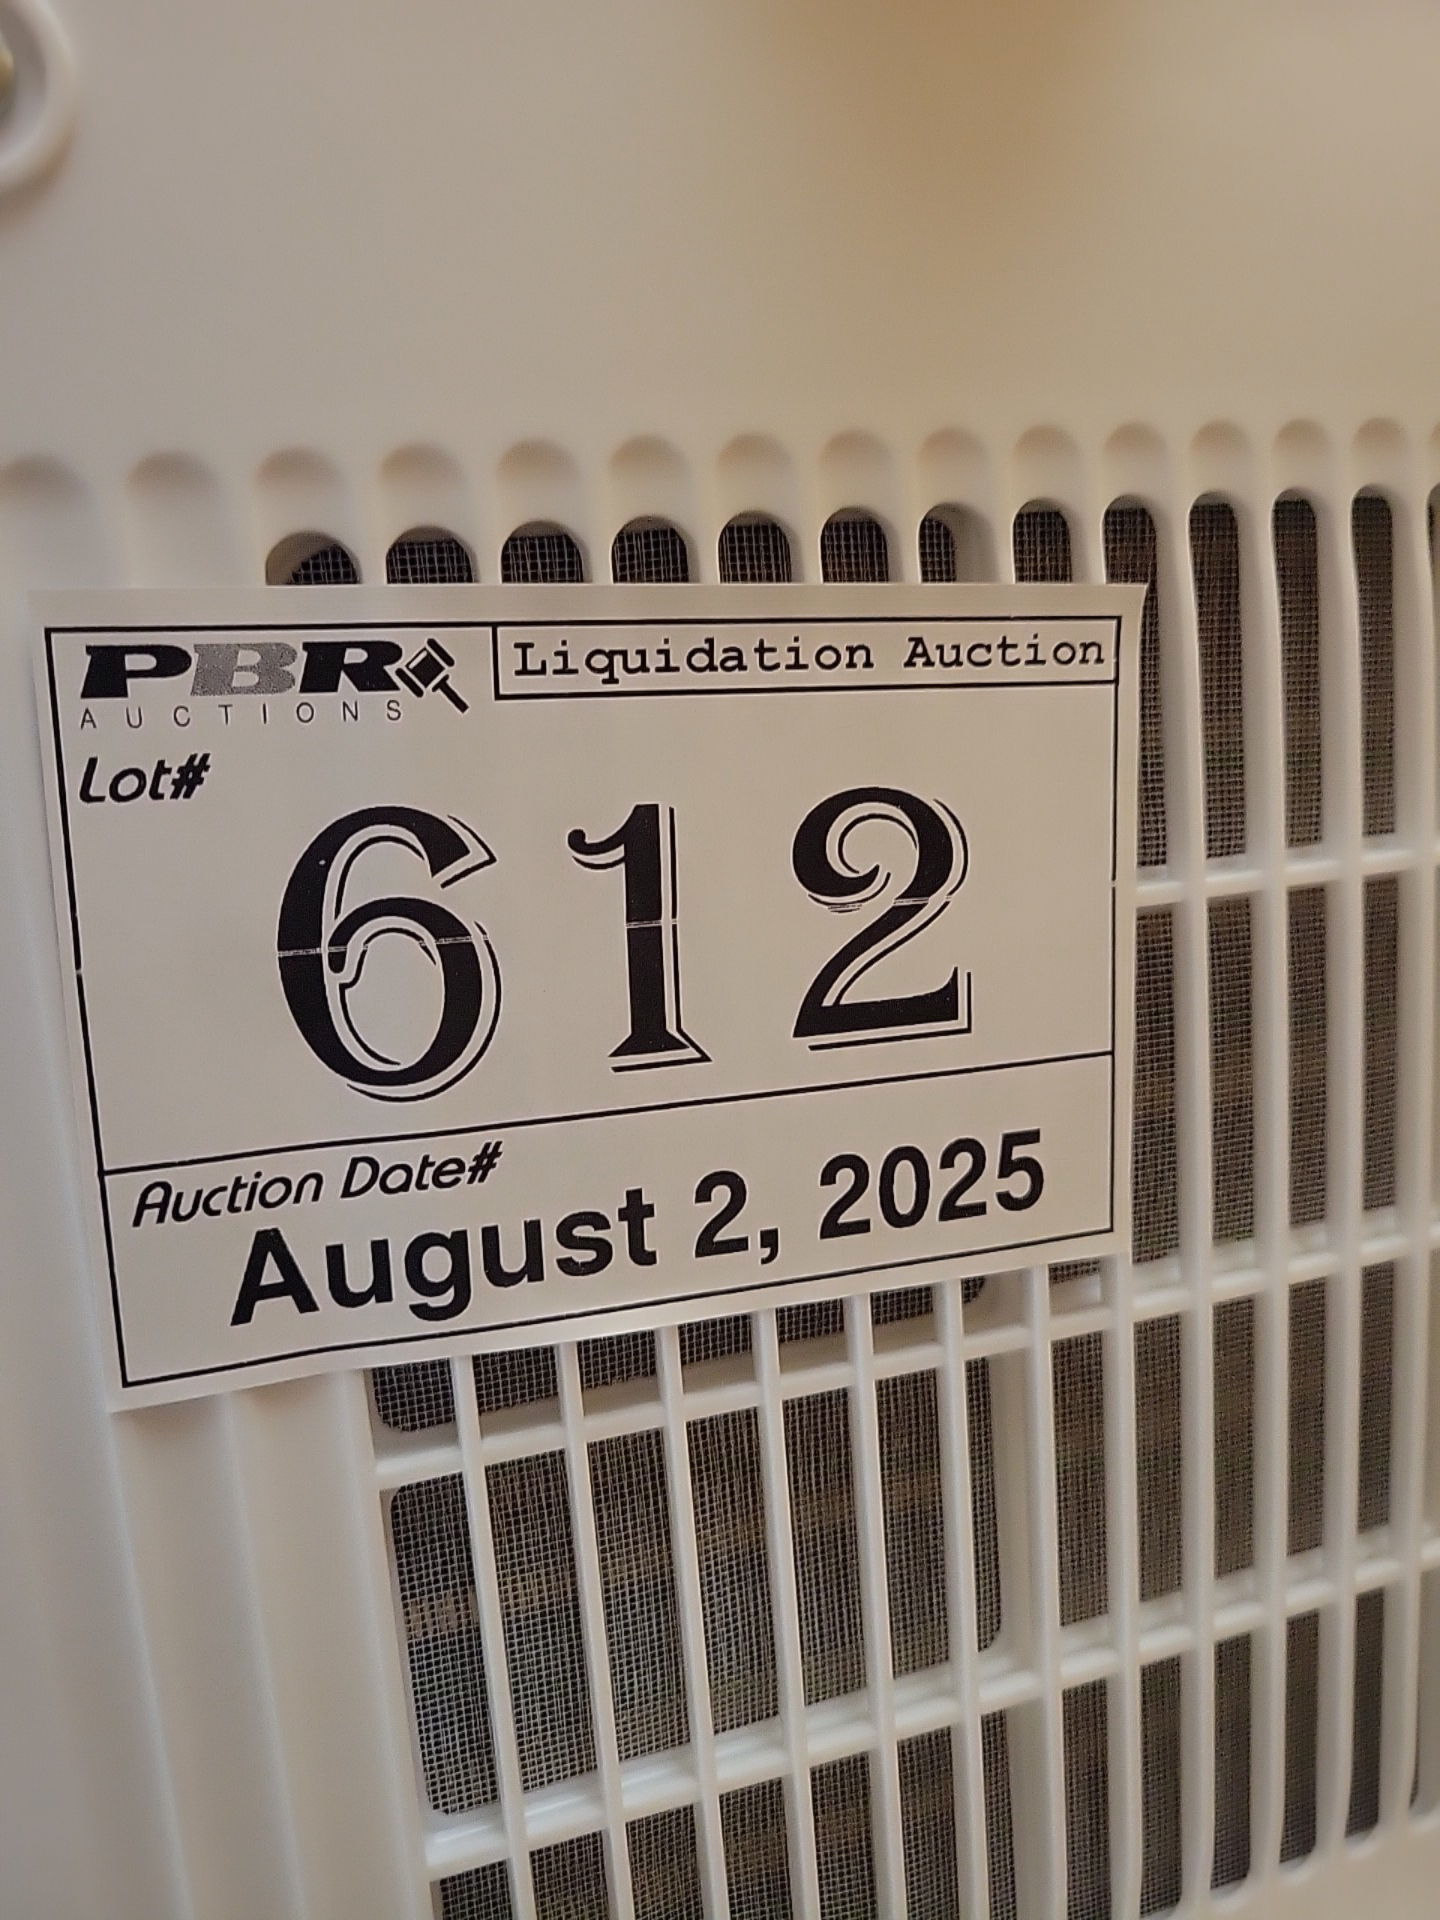 PBR
AUCTIONS
Liquidation Auction
Lot#
612
Auction Date#
August 2, 2025